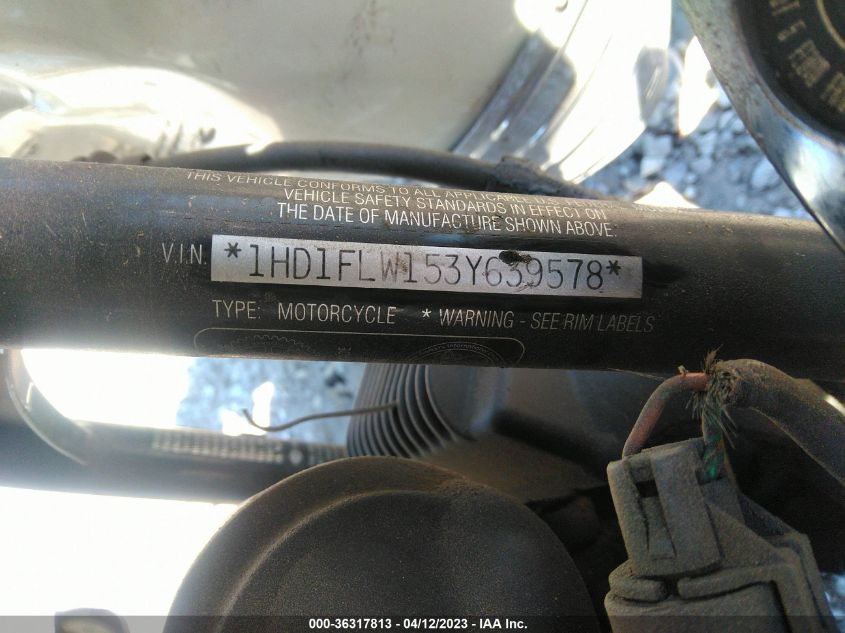 THIS VEHICLE CONFORMS TO ALL APPLICABLE
VEHICLE SAFETY STANDARDS IN EFFECT ON
THE DATE OF MANUFACTURE SHOWN ABOVE.
V.I.N. *1HD1FLW153Y639578*
TYPE: MOTORCYCLE * WARNING - SEE RIM LABELS
000-36317813 - 04/12/2023 - IAA Inc.